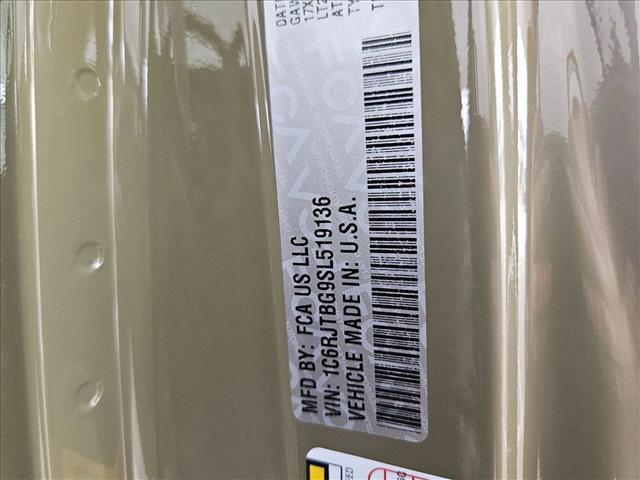 MFD BY: FCA US LLC
VIN: 1C6RJTBG9SL519136
VEHICLE MADE IN: U.S.A.